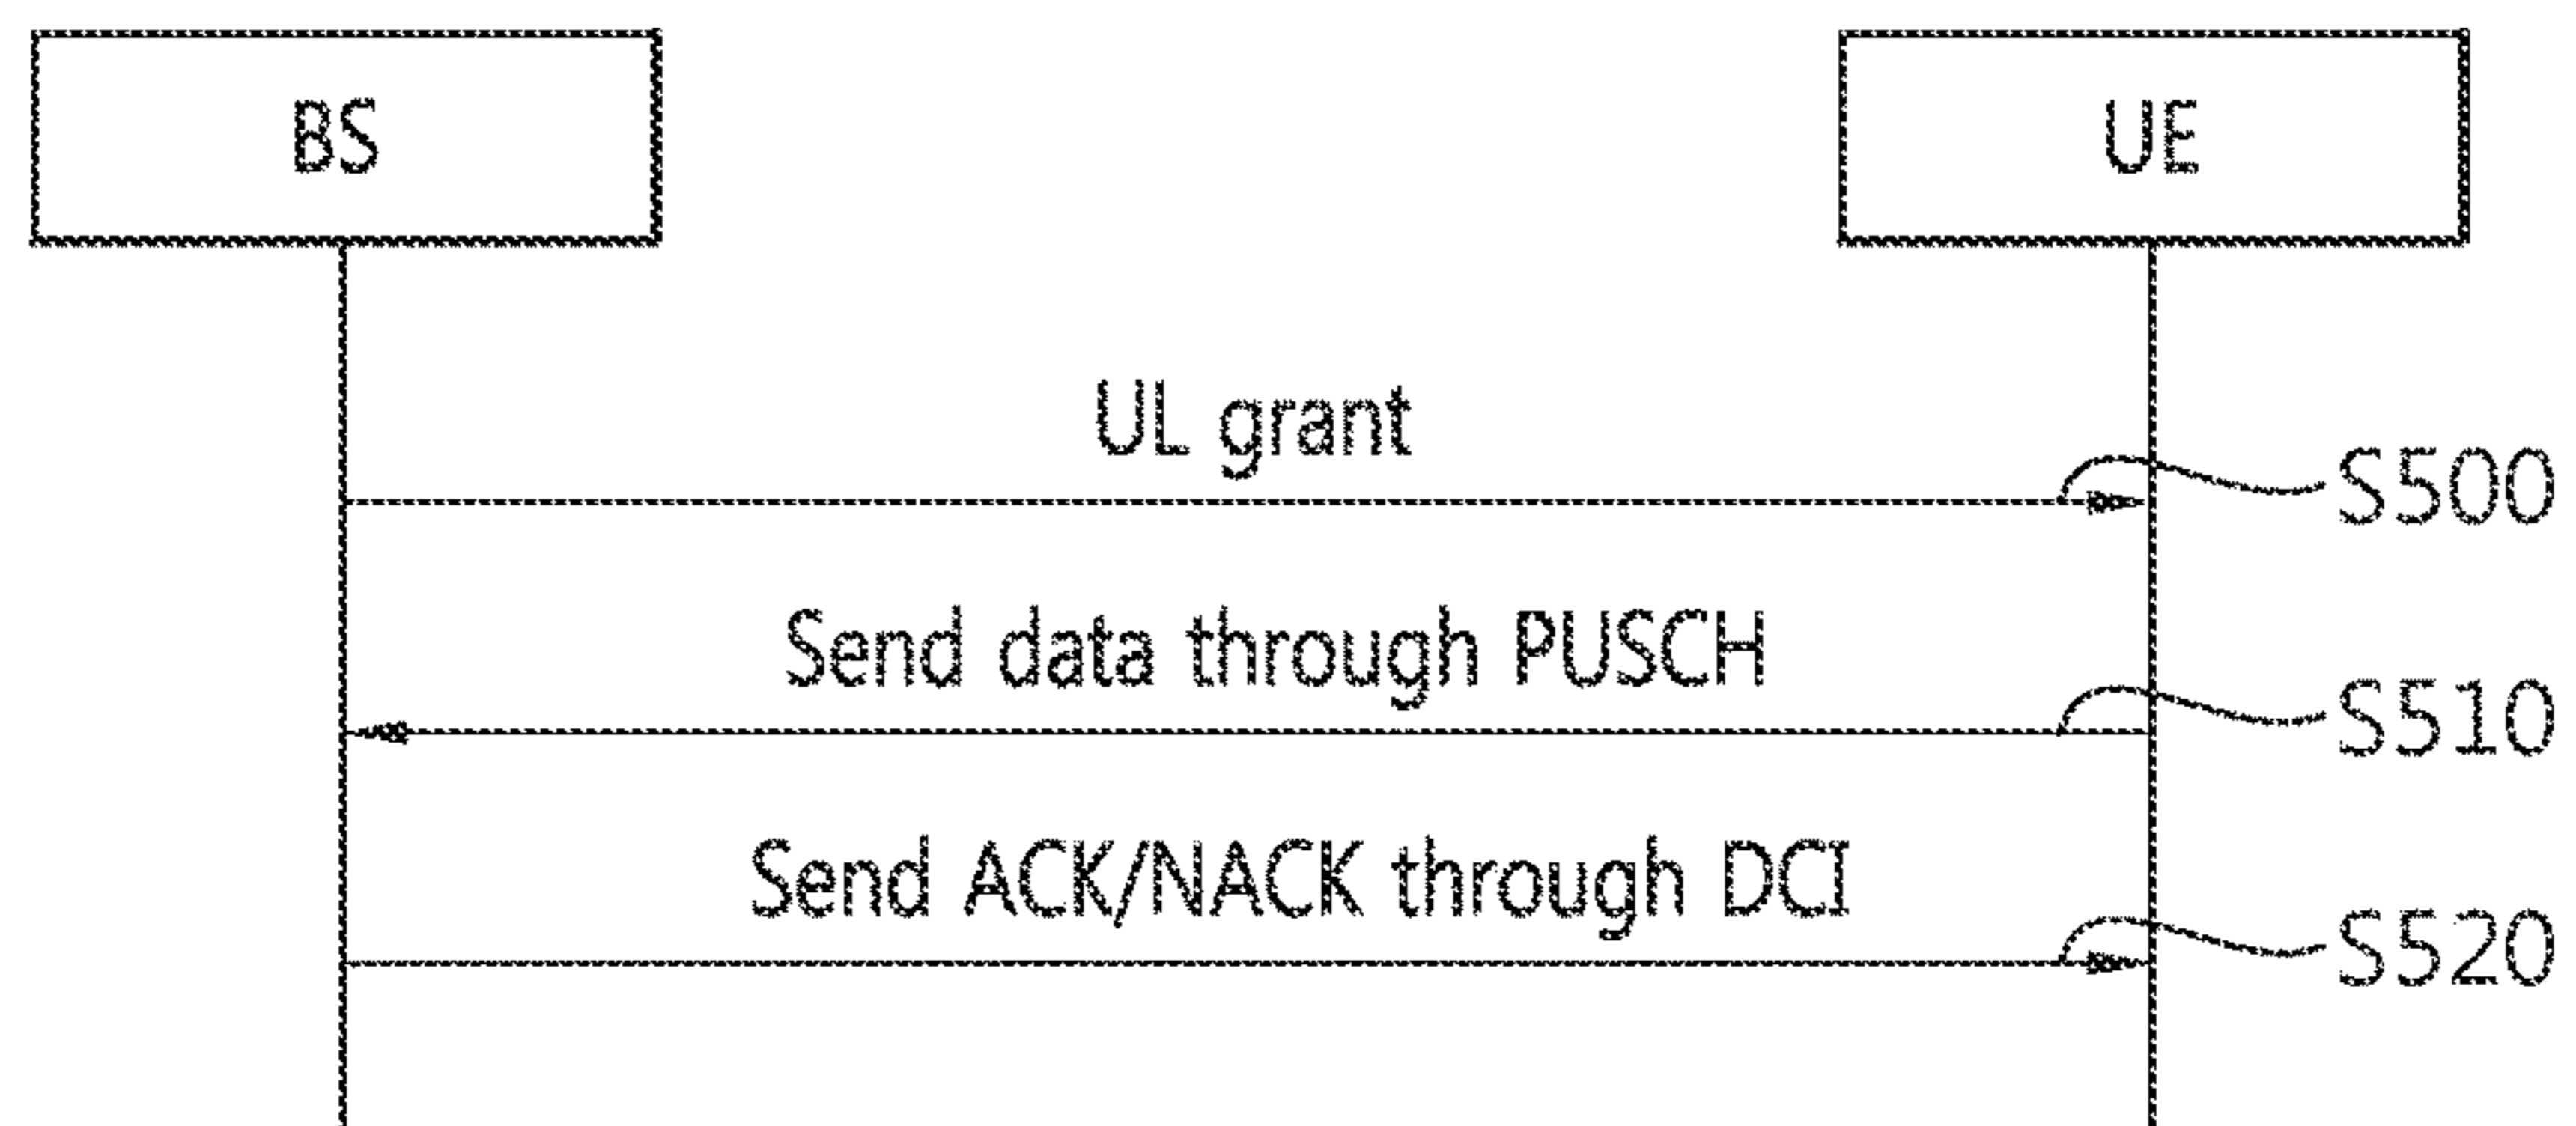 BS
UE
UL grant
S500
Send data through PUSCH
S510
Send ACK/NACK through DCI
S520